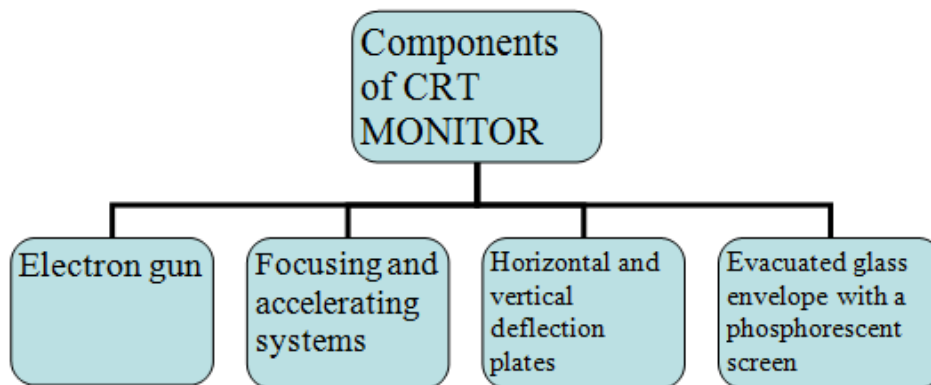 Components
of CRT
MONITOR
Electron gun
Focusing and
accelerating
systems
Horizontal and
vertical
deflection
plates
Evacuated glass
envelope with a
phosphorescent
screen